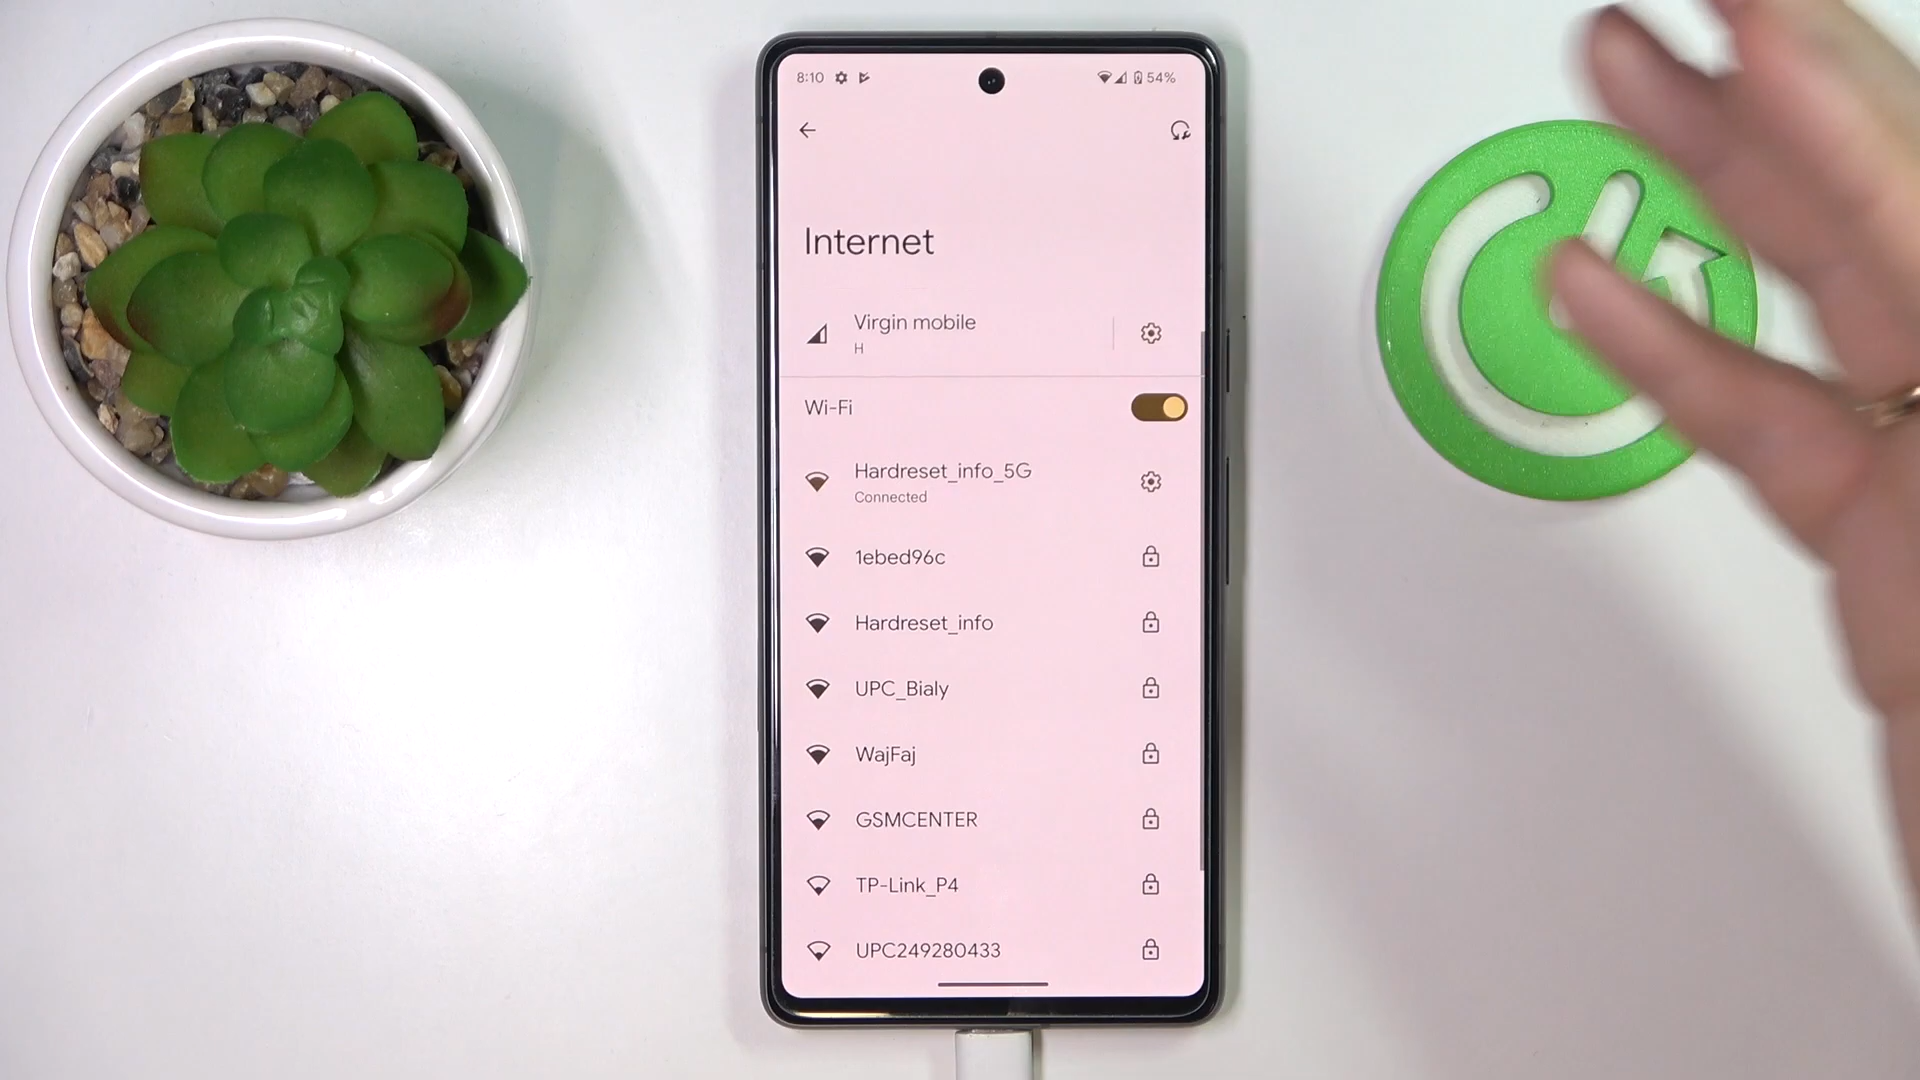 8:10 54%
Internet
Virgin mobile
H
Wi-Fi
Hardreset_info_5G
Connected
1ebed96c
Hardreset_info
UPC_Bialy
WajFaj
GSMCENTER
TP-Link_P4
UPC249280433